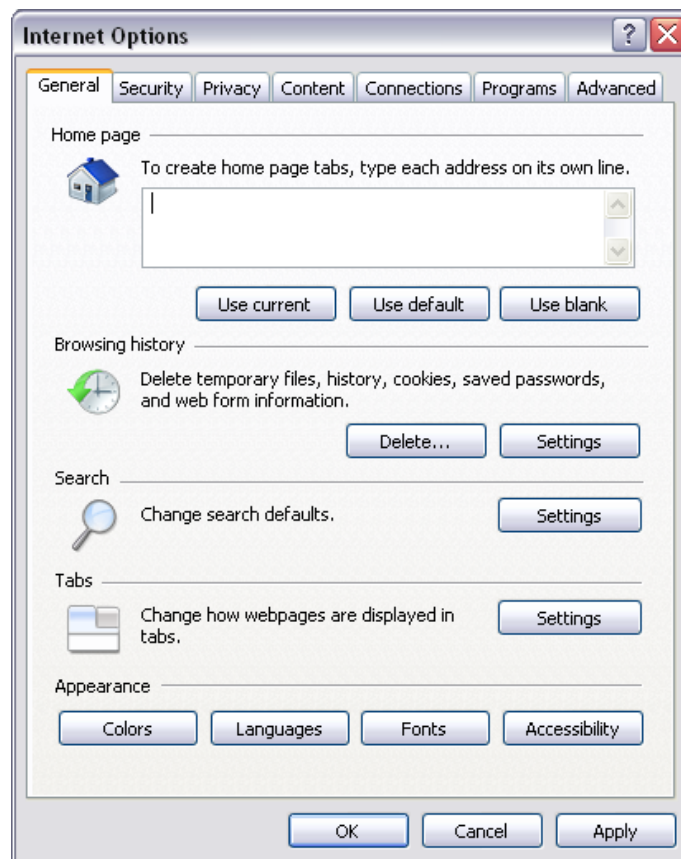 Internet Options
?
General Security Privacy Content Connections Programs Advanced
Home page
To create home page tabs, type each address on its own line.
Use current Use default Use blank
Browsing history
Delete temporary files, history, cookies, saved passwords,
and web form information.
Delete... Settings
Search
Change search defaults. Settings
Tabs
Change how webpages are displayed in Settings
tabs.
Appearance
Colors Languages Fonts Accessibility
OK Cancel Apply